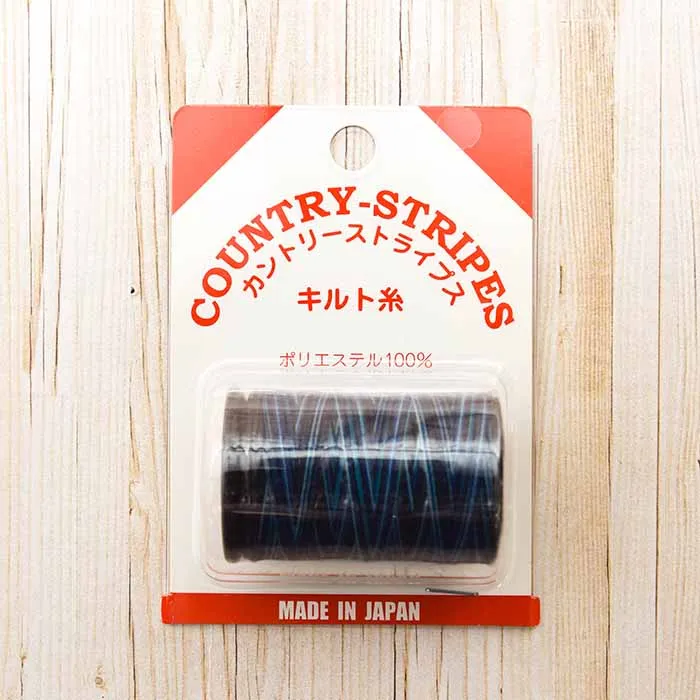 COUNTRY-STRIPES
カントリーストライプス
キルト糸
ポリエステル100%
MADE IN JAPAN